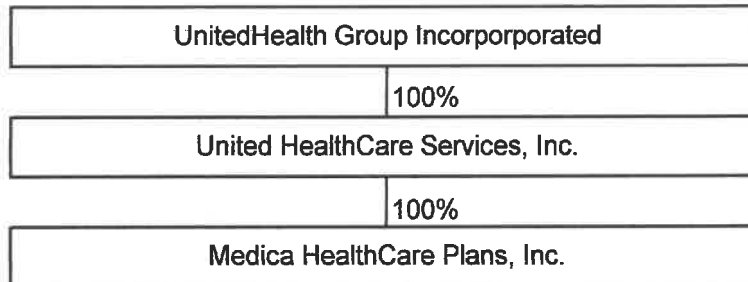 UnitedHealth Group Incorporporated
100%
United HealthCare Services, Inc.
100%
Medica HealthCare Plans, Inc.